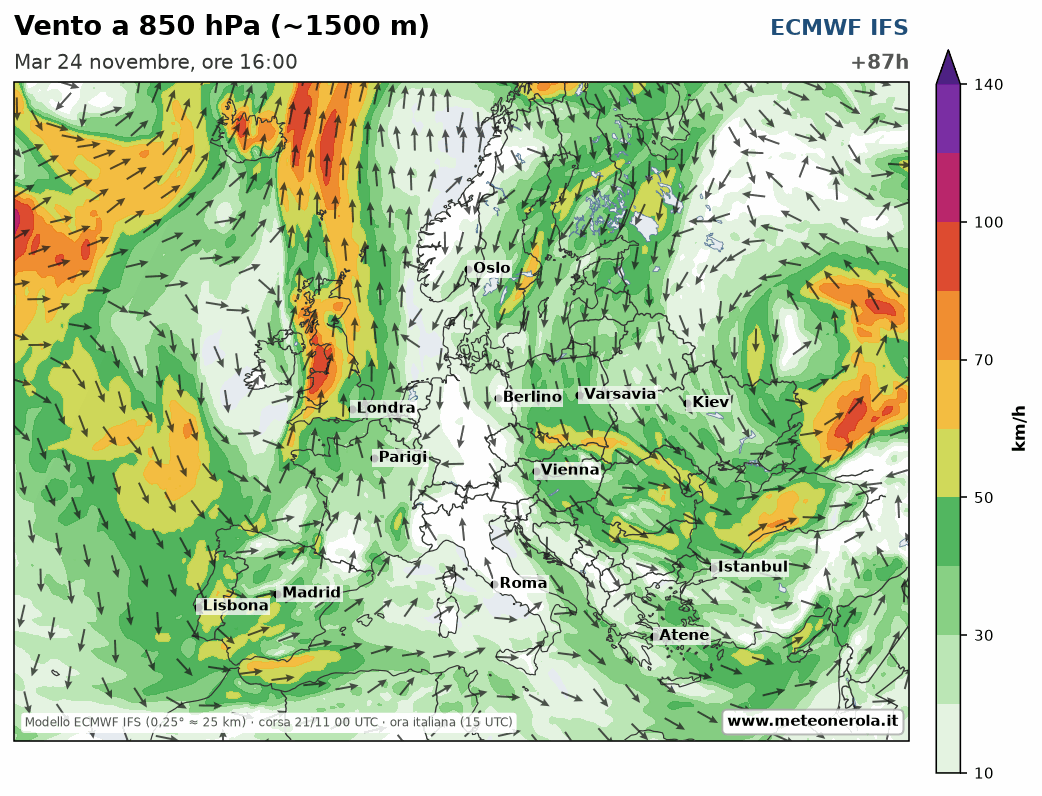 Vento a 850 hPa (~1500 m)
ECMWF IFS
Mar 24 novembre, ore 16:00
+87h
140
100
70
50
30
10
km/h
Oslo
Berlino
Varsavia
Kiev
Londra
Parigi
Vienna
Istanbul
Roma
Madrid
Lisbona
Atene
Modello ECMWF IFS (0,25° ≈ 25 km) · corsa 21/11 00 UTC · ora italiana (15 UTC)
www.meteonerola.it